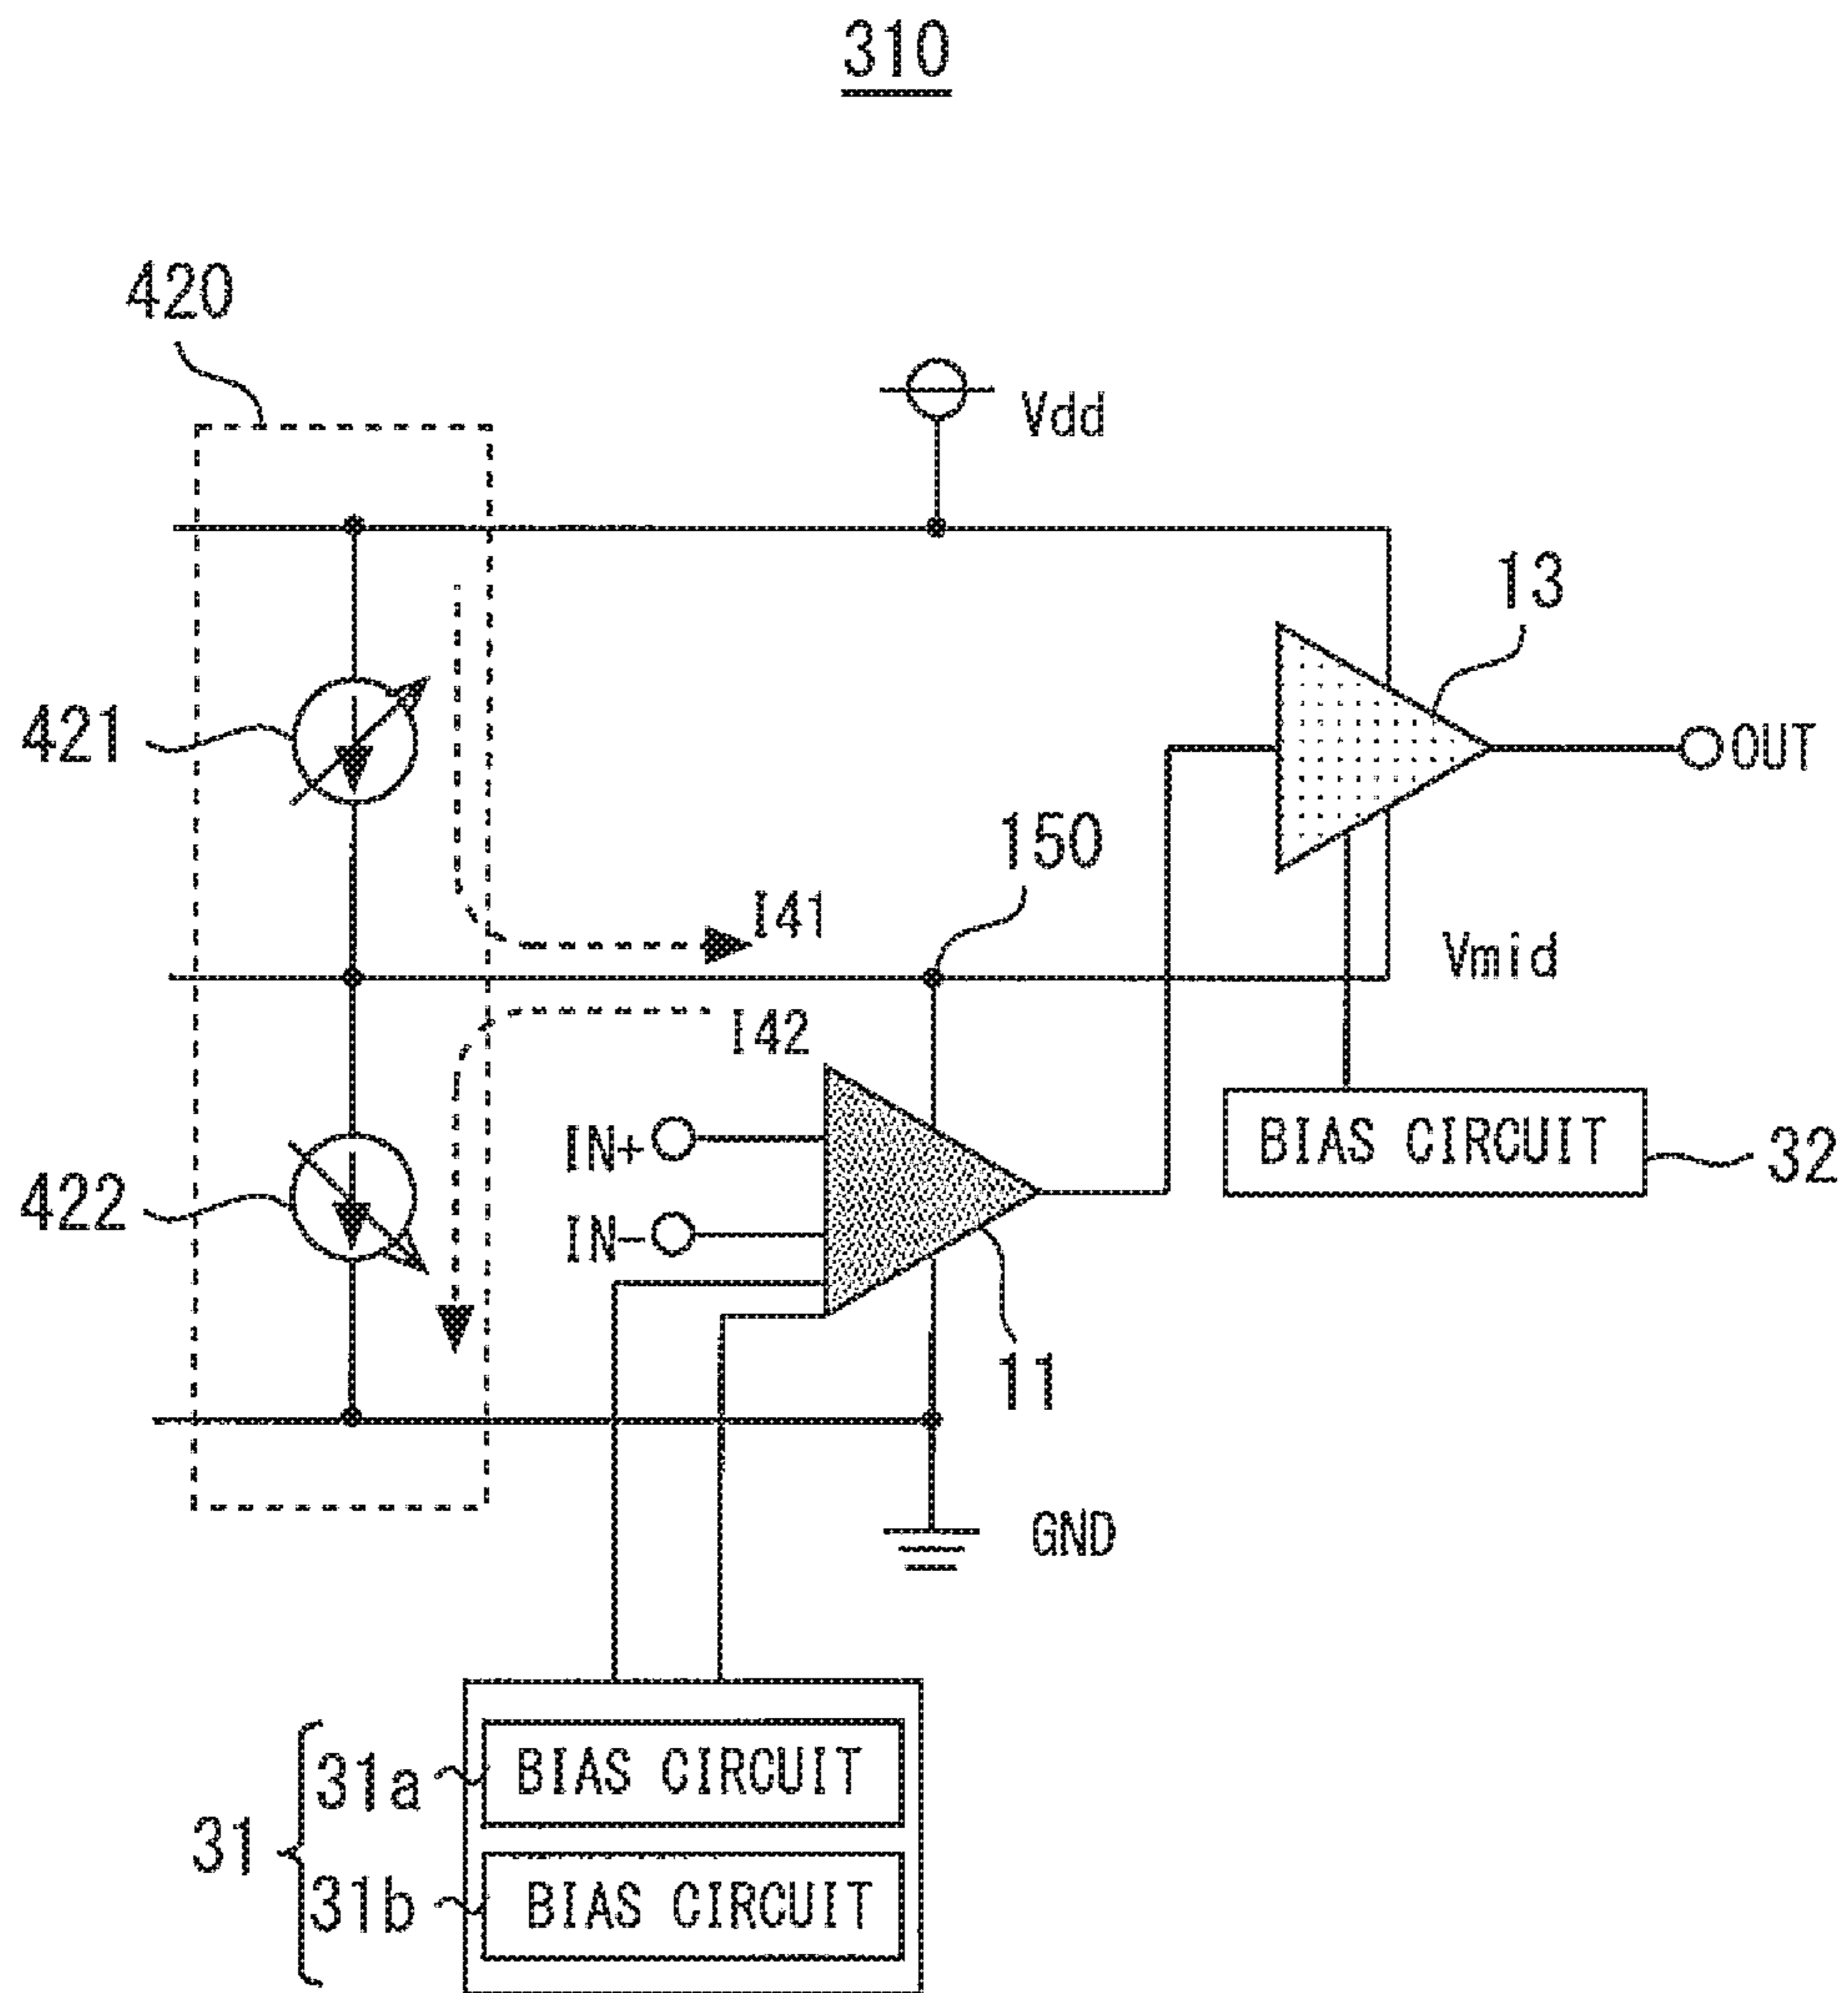 310
420
Vdd
13
421
OUT
150
I41
Vmid
I42
IN+
BIAS CIRCUIT
32
422
IN-
11
GND
31a
BIAS CIRCUIT
31
31b
BIAS CIRCUIT